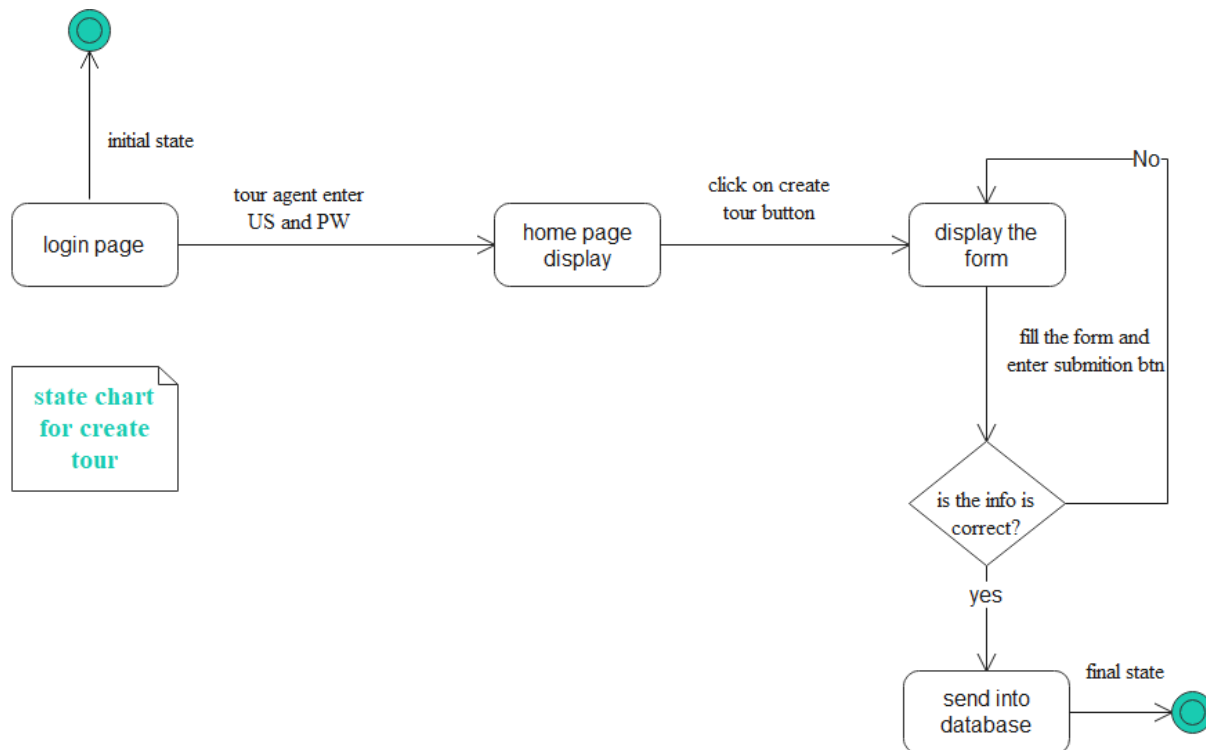 initial state
tour agent enter
US and PW
click on create
tour button
No
login page
home page
display
display the
form
fill the form and
enter submition btn
state chart
for create
tour
is the info is
correct?
yes
final state
send into
database